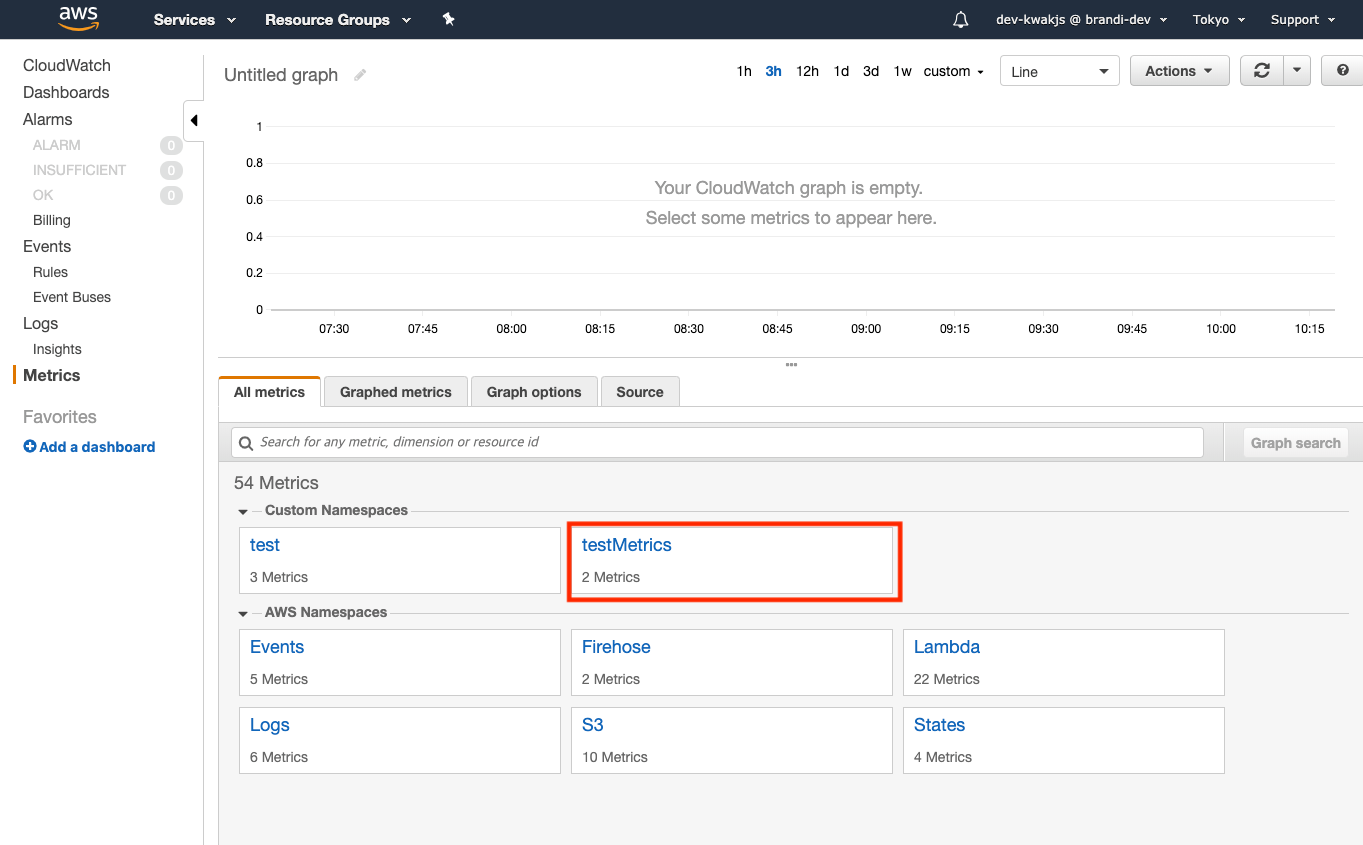 aws
Services
Resource Groups
dev-kwakjs @ brandi-dev
Tokyo
Support
CloudWatch
Dashboards
Alarms
ALARM 0
INSUFFICIENT 0
OK 0
Billing
Events
Rules
Event Buses
Logs
Insights
Metrics
Favorites
Add a dashboard
Untitled graph
1h 3h 12h 1d 3d 1w custom
Line
Actions
?
1
0.8
0.6
0.4
0.2
0
Your CloudWatch graph is empty.
Select some metrics to appear here.
07:30 07:45 08:00 08:15 08:30 08:45 09:00 09:15 09:30 09:45 10:00 10:15
All metrics
Graphed metrics
Graph options
Source
Search for any metric, dimension or resource id
Graph search
54 Metrics
Custom Namespaces
test
3 Metrics
testMetrics
2 Metrics
AWS Namespaces
Events
5 Metrics
Firehose
2 Metrics
Lambda
22 Metrics
Logs
6 Metrics
S3
10 Metrics
States
4 Metrics